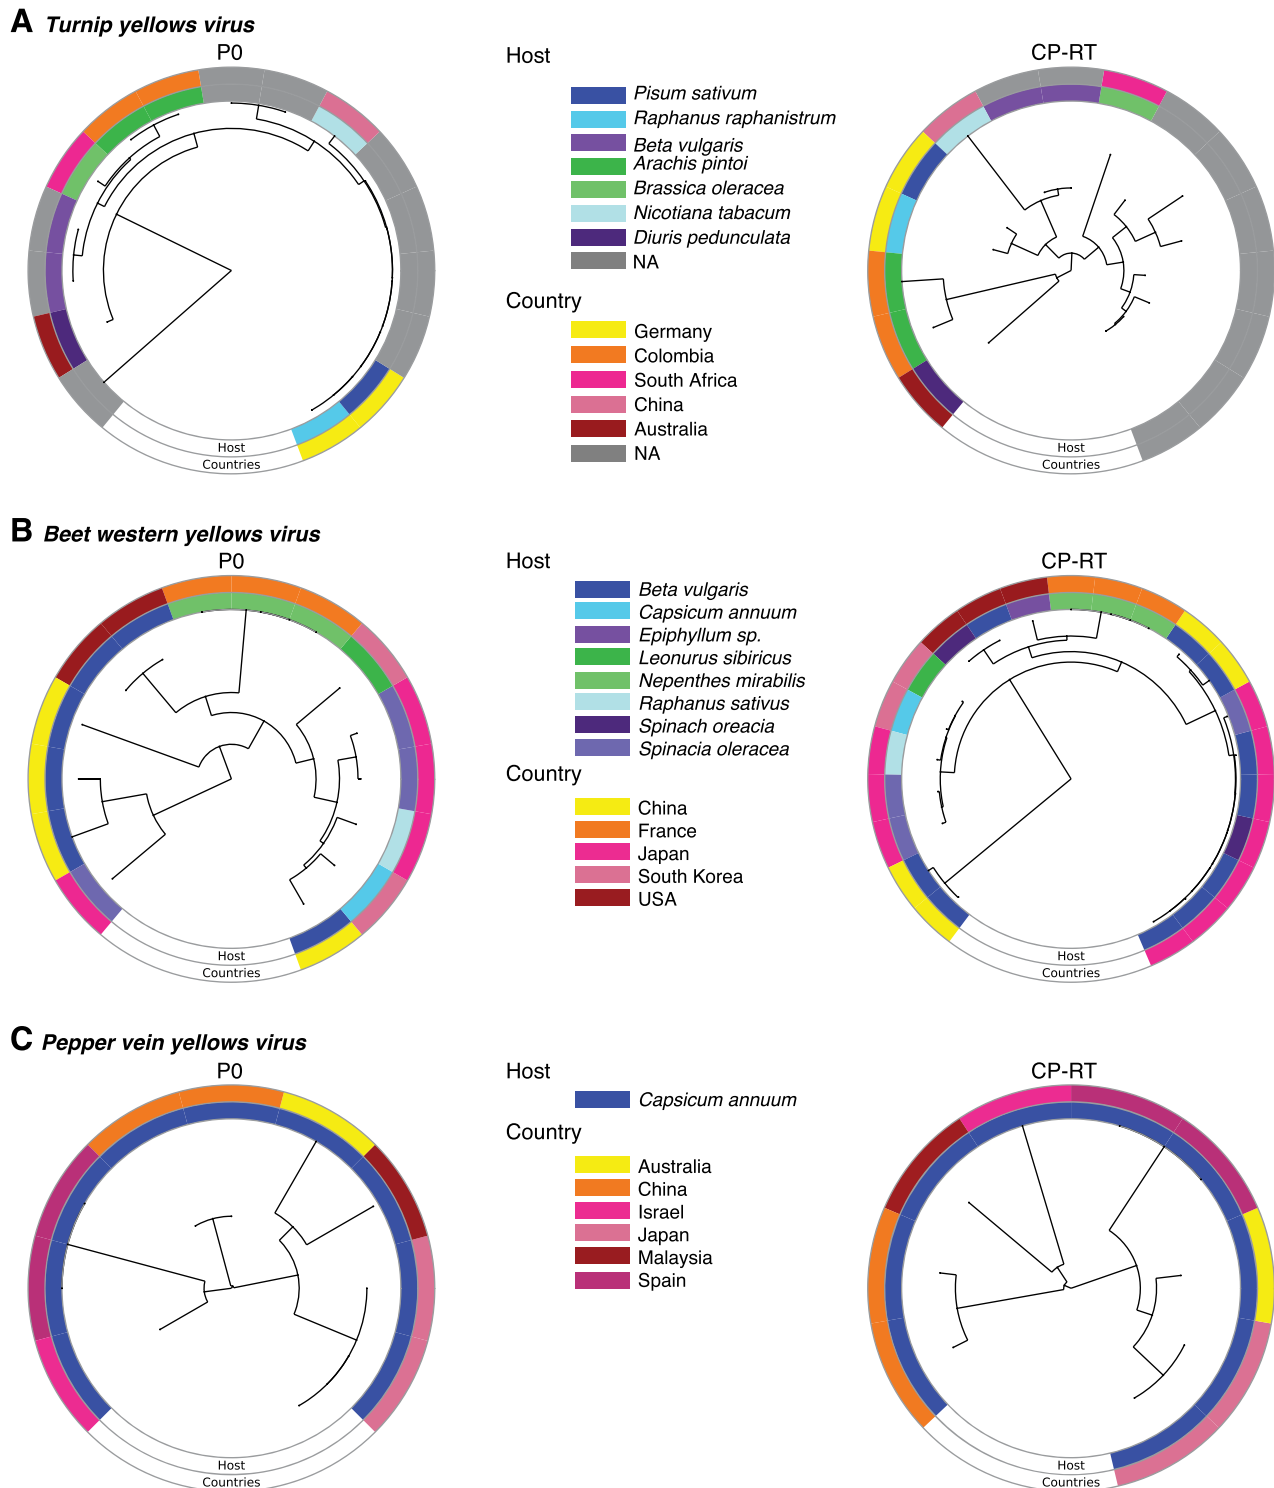 A Turnip yellows virus
P0
Host
CP-RT
Pisum sativum
Raphanus raphanistrum
Beta vulgaris
Arachis pintoi
Brassica oleracea
Nicotiana tabacum
Diuris pedunculata
NA
Country
Germany
Colombia
South Africa
China
Australia
NA
Host
Countries
Host
Countries
B Beet western yellows virus
P0
Host
CP-RT
Beta vulgaris
Capsicum annuum
Epiphyllum sp.
Leonurus sibiricus
Nepenthes mirabilis
Raphanus sativus
Spinach oreacia
Spinacia oleracea
Country
China
France
Japan
South Korea
USA
Host
Countries
Host
Countries
C Pepper vein yellows virus
P0
Host
CP-RT
Capsicum annuum
Country
Australia
China
Israel
Japan
Malaysia
Spain
Host
Countries
Host
Countries